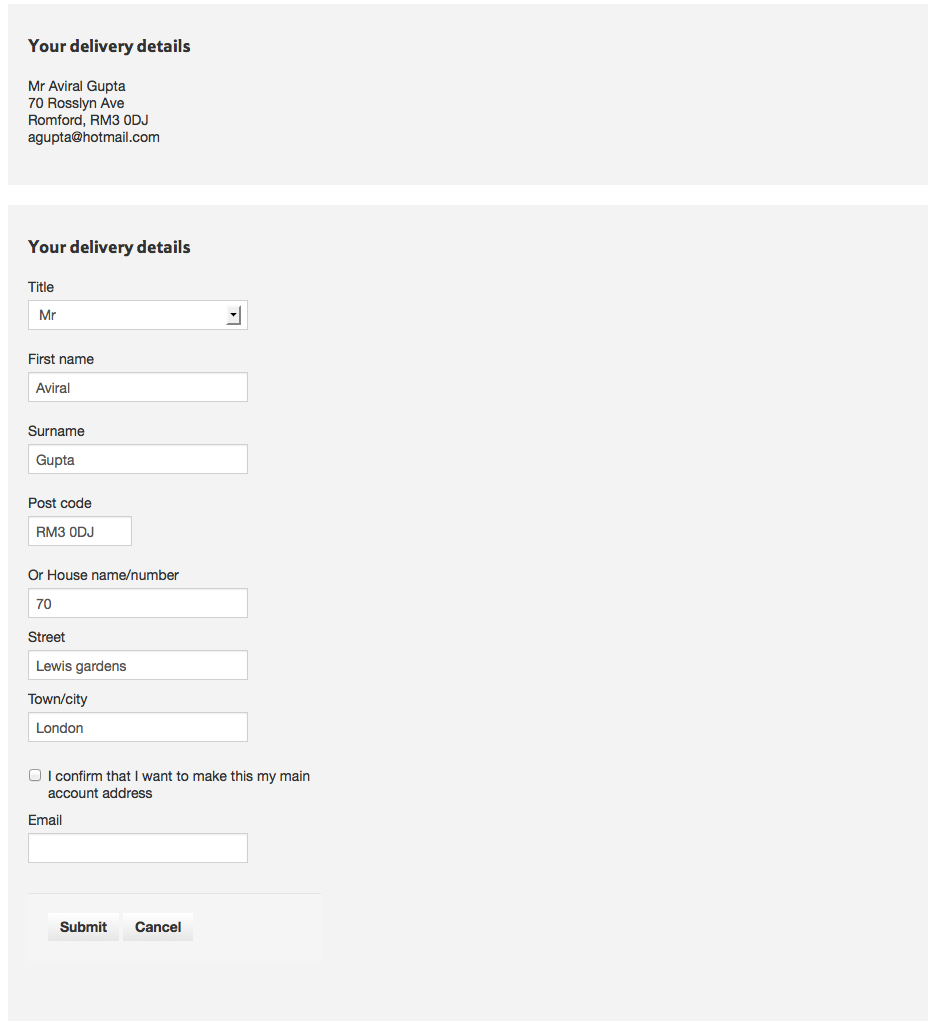 Your delivery details
Mr Aviral Gupta
70 Rosslyn Ave
Romford, RM3 0DJ
agupta@hotmail.com
Your delivery details
Title
Mr
First name
Aviral
Surname
Gupta
Post code
RM3 0DJ
Or House name/number
70
Street
Lewis gardens
Town/city
London
I confirm that I want to make this my main
account address
Email
Submit Cancel